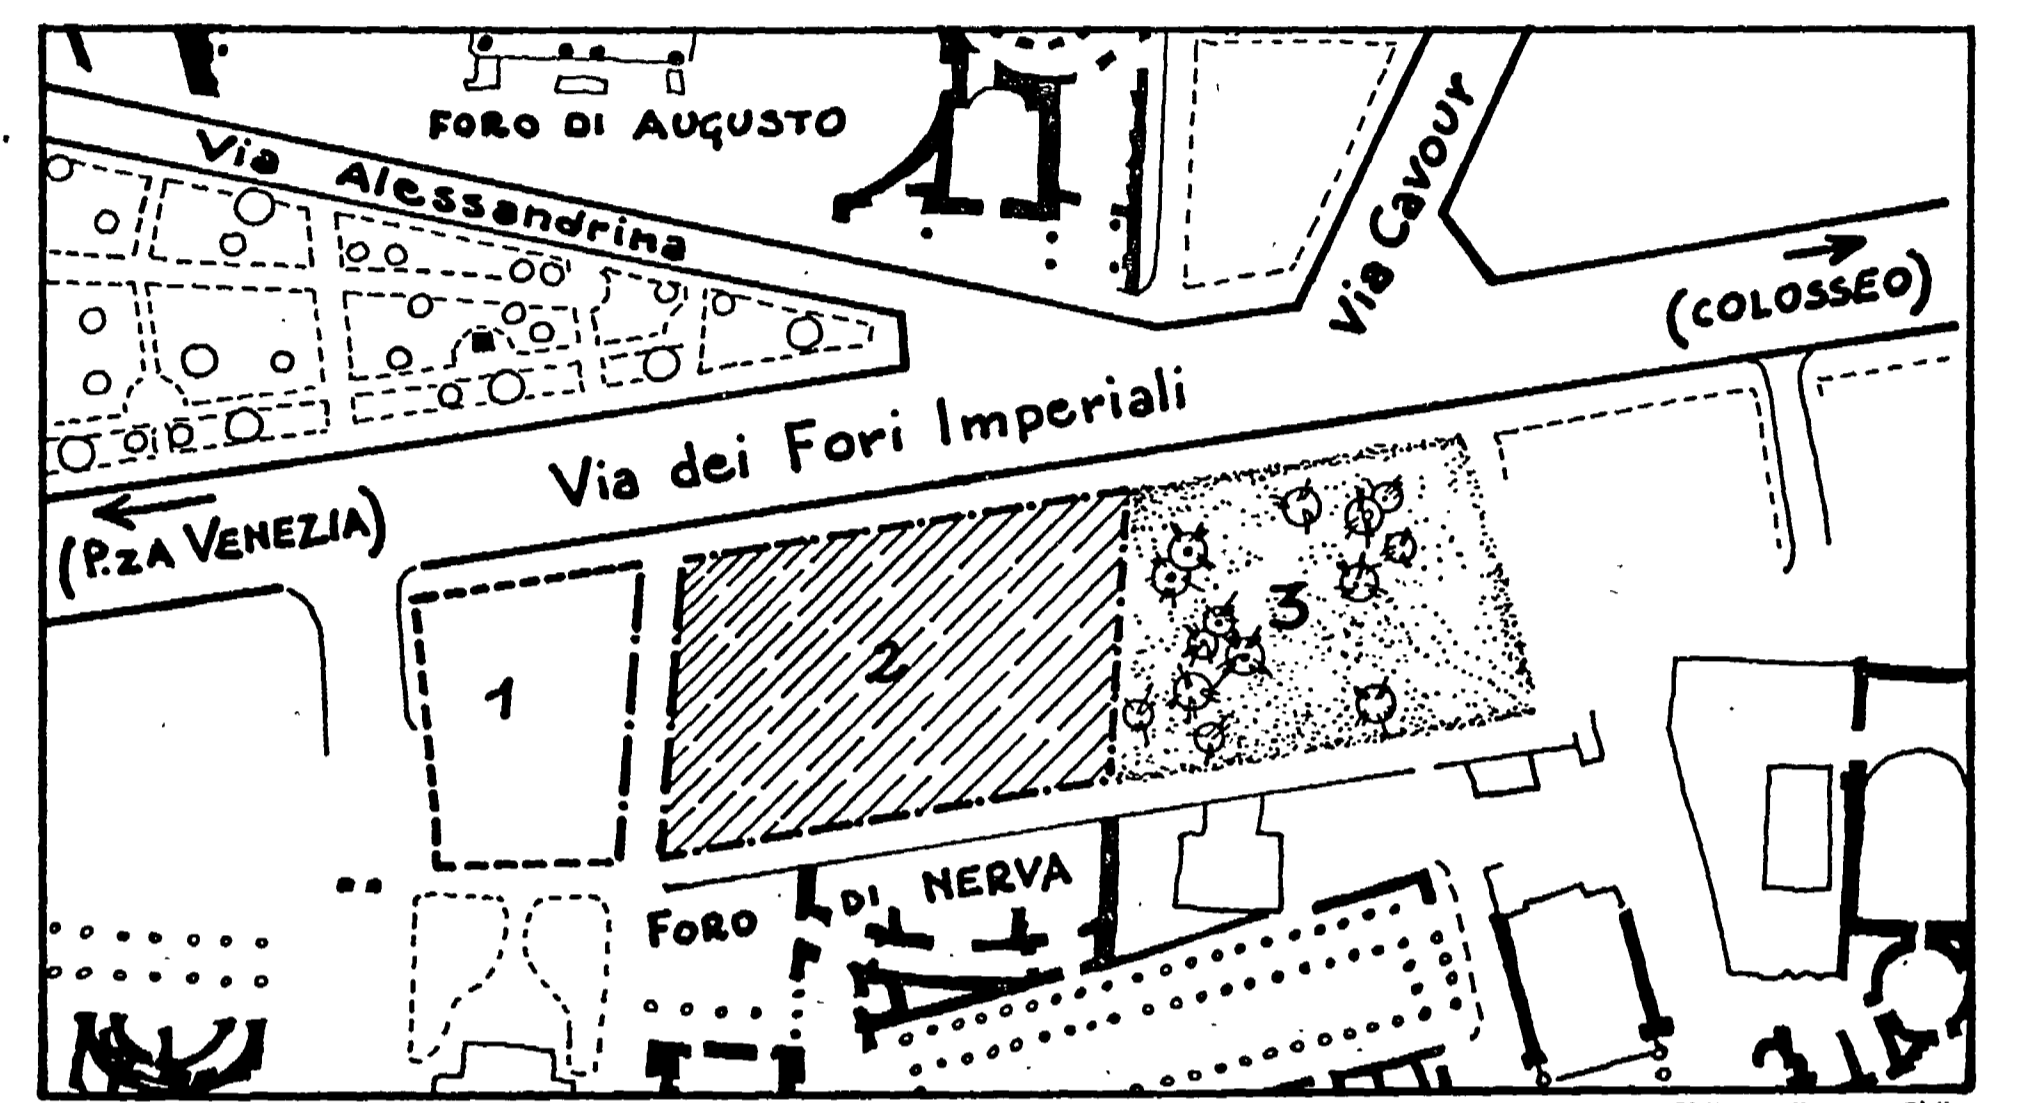 FORO DI AUGUSTO
Via Alessandrina
Via Cavour
(COLOSSEO)
Via dei Fori Imperiali
(P.ZA VENEZIA)
1
2
3
FORO DI NERVA